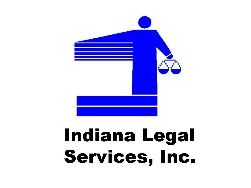 Indiana Legal
Services, Inc.